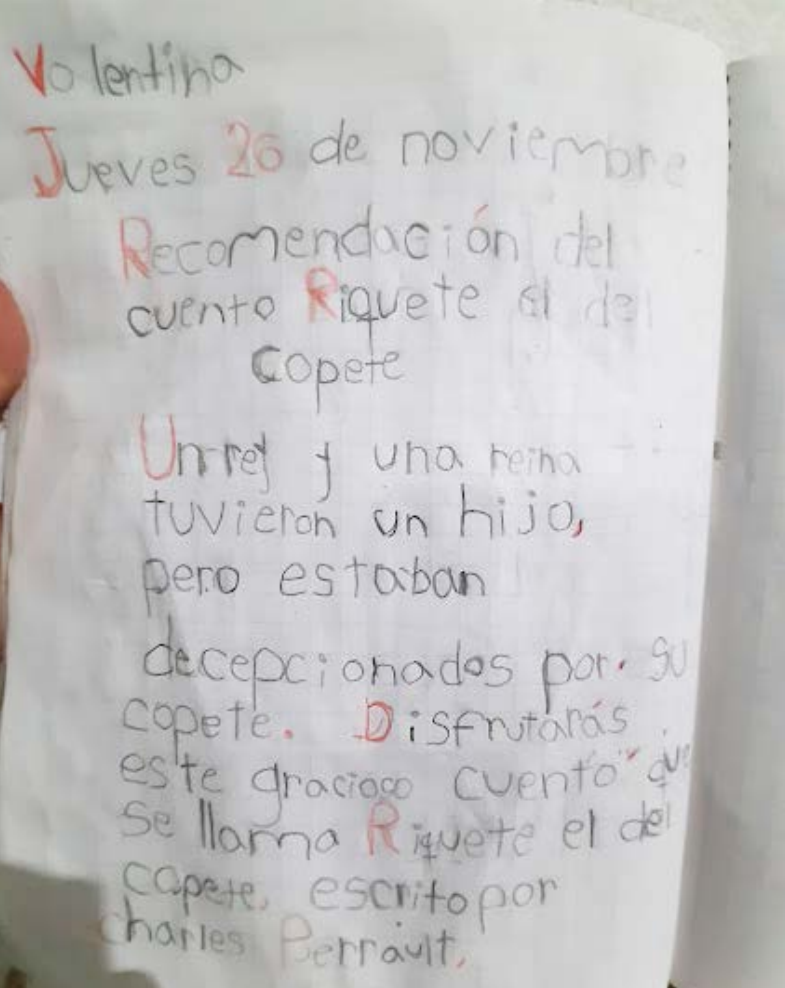 Valentina
Jueves 26 de noviembre
Recomendación del
cuento Riquete el del
copete
Un rey y una reina
tuvieron un hijo,
pero estaban
decepcionados por su
copete. Disfrutarás
este gracioso cuento que
se llama Riquete el del
copete, escrito por
Charles Perrault.